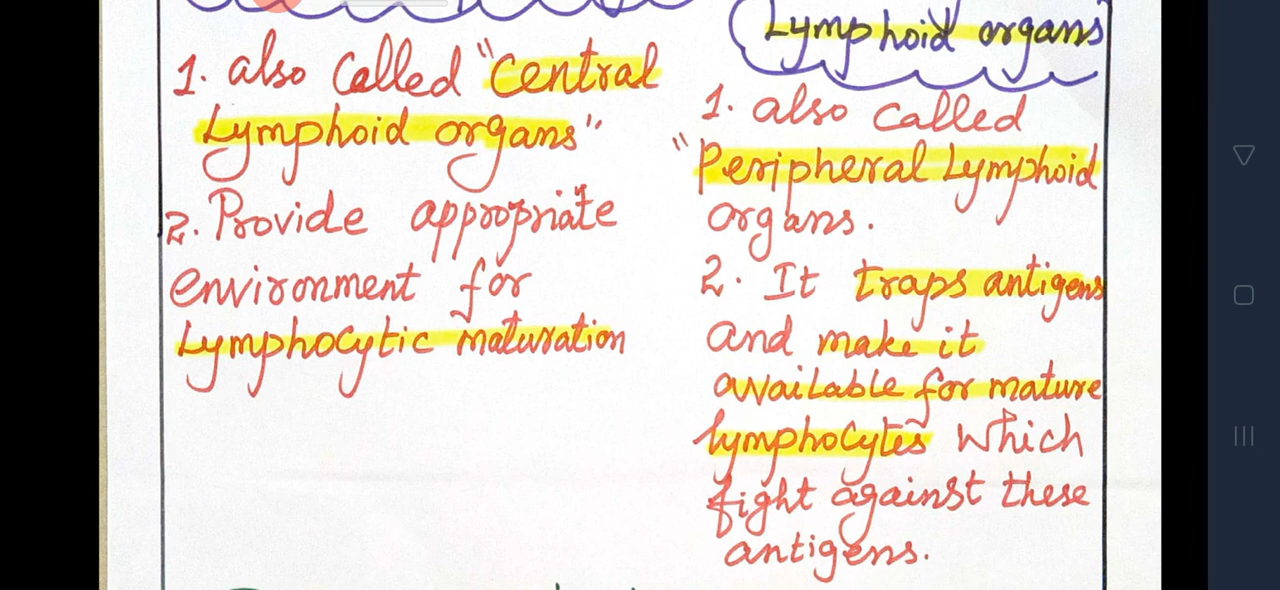 1. also Called "Central
Lymphoid organs"
2. Provide appropriate
environment for
Lymphocytic maturation
Lymphoid organs
1. also called
"Peripheral Lymphoid
organs.
2. It traps antigens
and make it
available for mature
lymphocytes which
fight against these
antigens.